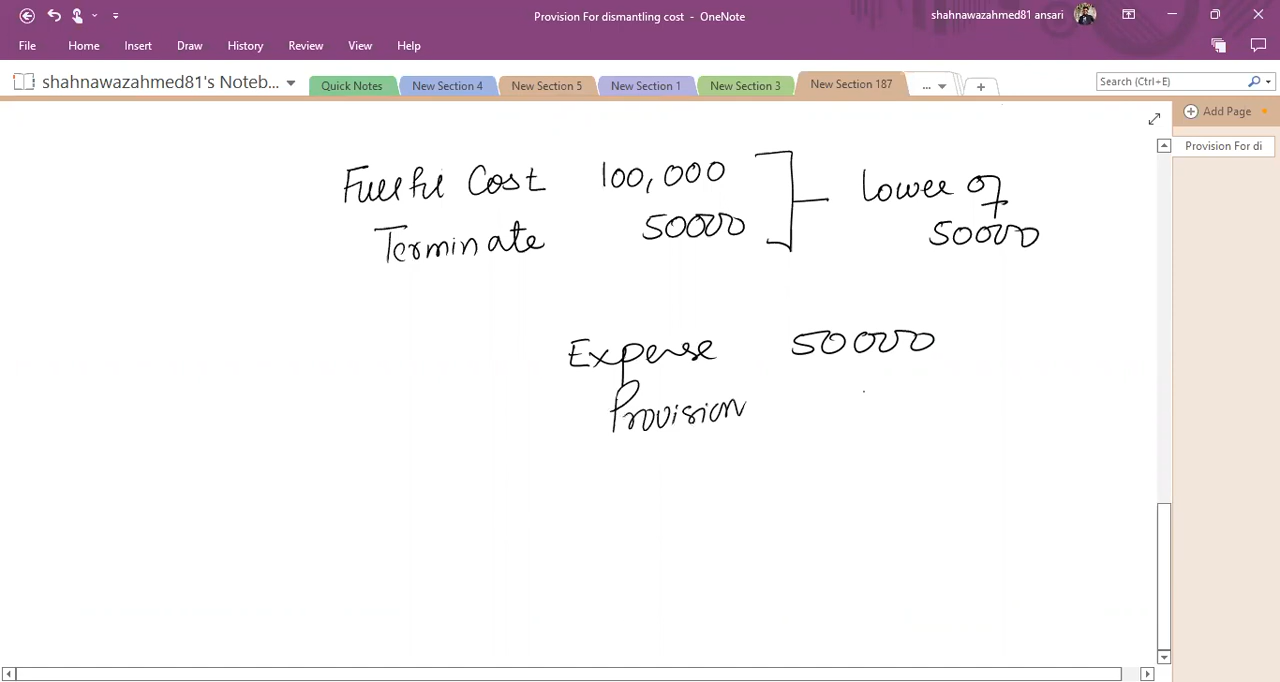 Provision For dismantling cost - OneNote
shahnawazahmed81 ansari
File Home Insert Draw History Review View Help
shahnawazahmed81's Noteb...
Quick Notes New Section 4 New Section 5 New Section 1 New Section 3 New Section 187 ...
Search (Ctrl+E)
Add Page
Provision For di
Fulfil Cost 100,000
Terminate 50000
Lower of
50000
Expense 50000
Provision